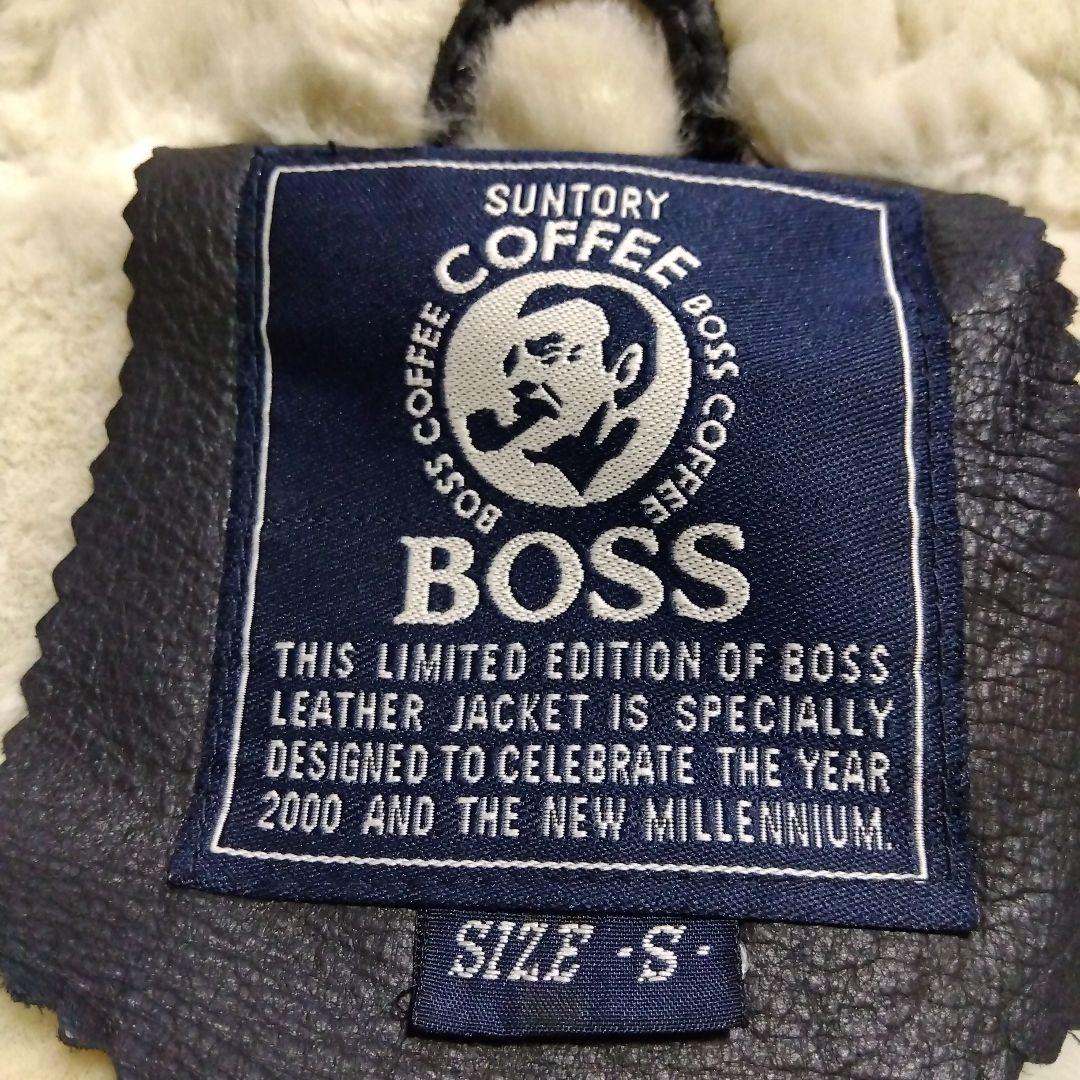 SUNTORY
COFFEE
BOSS COFFEE
BOSS COFFEE
BOSS
THIS LIMITED EDITION OF BOSS
LEATHER JACKET IS SPECIALLY
DESIGNED TO CELEBRATE THE YEAR
2000 AND THE NEW MILLENNIUM.
SIZE -S-